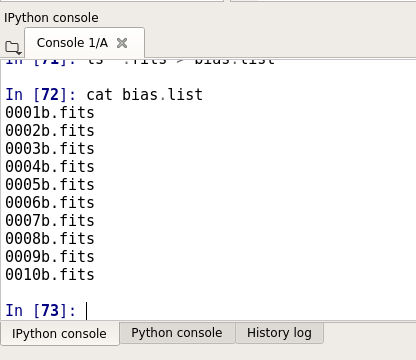 IPython console
Console 1/A
In [71]: ls .fits > bias.list
In [72]: cat bias.list
0001b.fits
0002b.fits
0003b.fits
0004b.fits
0005b.fits
0006b.fits
0007b.fits
0008b.fits
0009b.fits
0010b.fits
In [73]:
IPython console Python console History log